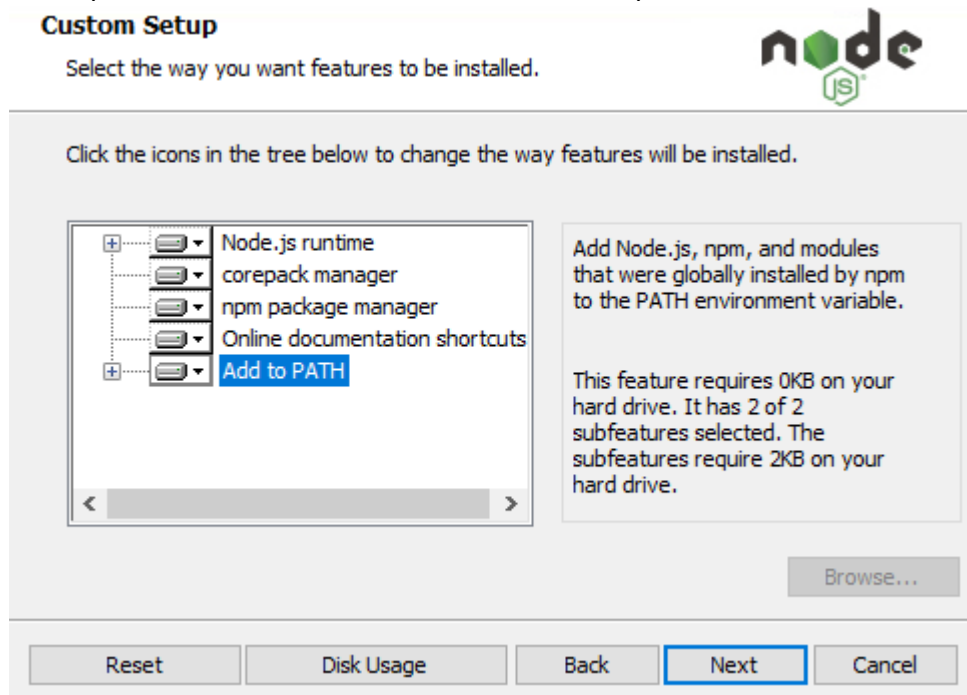 Custom Setup
Select the way you want features to be installed.
node
JS
Click the icons in the tree below to change the way features will be installed.
Node.js runtime
corepack manager
npm package manager
Online documentation shortcuts
Add to PATH
Add Node.js, npm, and modules
that were globally installed by npm
to the PATH environment variable.
This feature requires 0KB on your
hard drive. It has 2 of 2
subfeatures selected. The
subfeatures require 2KB on your
hard drive.
Browse...
Reset
Disk Usage
Back
Next
Cancel